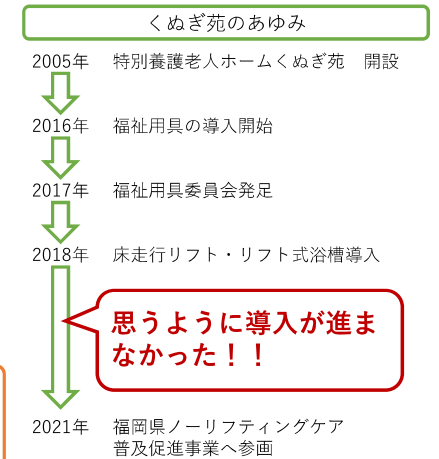 くぬぎ苑のあゆみ
2005年 特別養護老人ホームくぬぎ苑 開設
2016年 福祉用具の導入開始
2017年 福祉用具委員会発足
2018年 床走行リフト・リフト式浴槽導入
思うように導入が進ま
なかった！！
2021年 福岡県ノーリフティングケア
普及促進事業へ参画